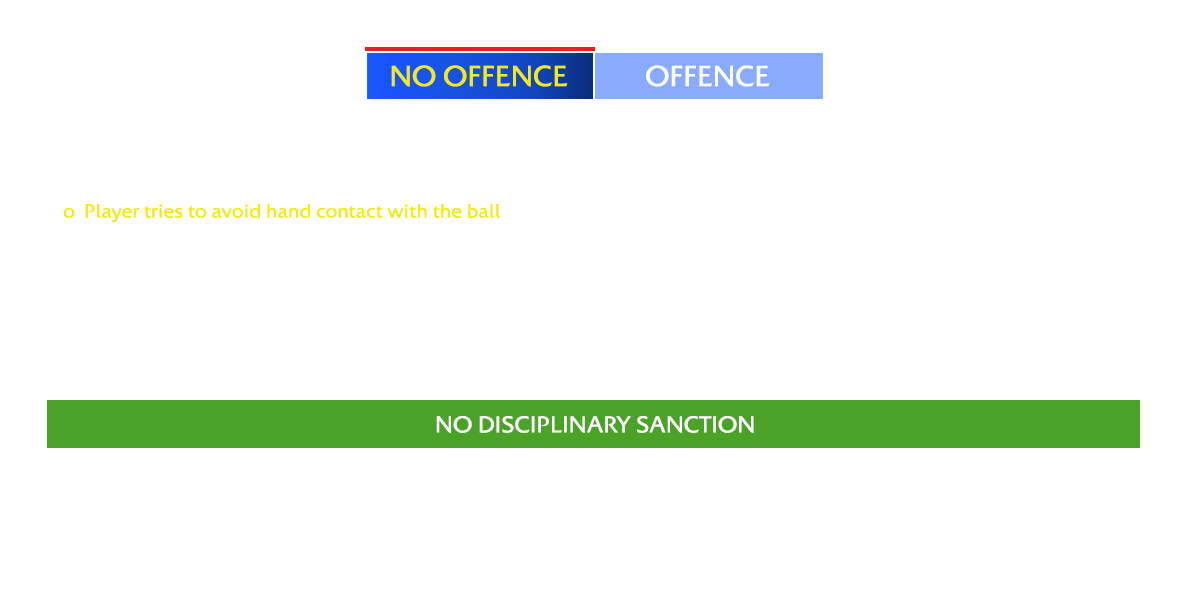 NO OFFENCE OFFENCE
o Player tries to avoid hand contact with the ball
NO DISCIPLINARY SANCTION